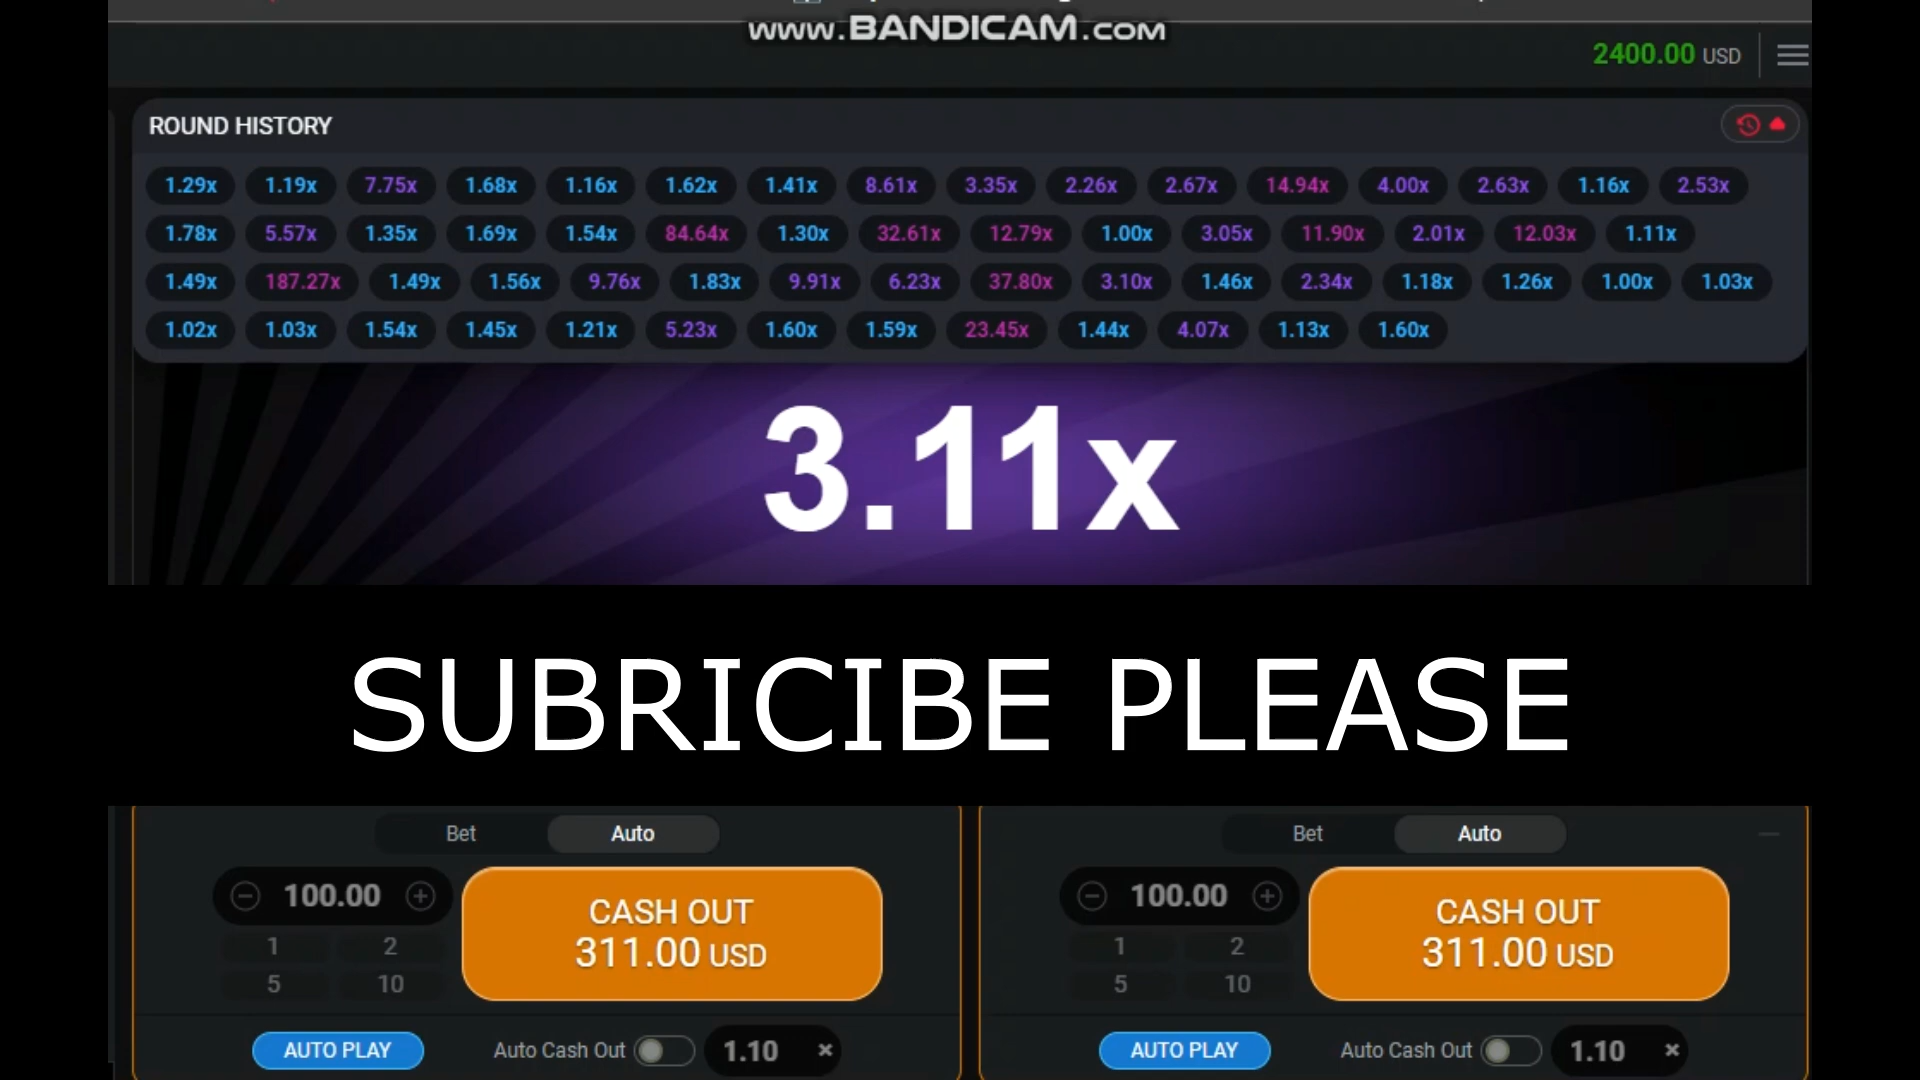 www.BANDICAM.com
2400.00 USD
ROUND HISTORY
1.29x 1.19x 7.75x 1.68x 1.16x 1.62x 1.41x 8.61x 3.35x 2.26x 2.67x 14.94x 4.00x 2.63x 1.16x 2.53x
1.78x 5.57x 1.35x 1.69x 1.54x 84.64x 1.30x 32.61x 12.79x 1.00x 3.05x 11.90x 2.01x 12.03x 1.11x
1.49x 187.27x 1.49x 1.56x 9.76x 1.83x 9.91x 6.23x 37.80x 3.10x 1.46x 2.34x 1.18x 1.26x 1.00x 1.03x
1.02x 1.03x 1.54x 1.45x 1.21x 5.23x 1.60x 1.59x 23.45x 1.44x 4.07x 1.13x 1.60x
3.11x
SUBRICIBE PLEASE
Bet Auto
100.00
1 2
5 10
CASH OUT
311.00 USD
AUTO PLAY Auto Cash Out 1.10
Bet Auto
100.00
1 2
5 10
CASH OUT
311.00 USD
AUTO PLAY Auto Cash Out 1.10